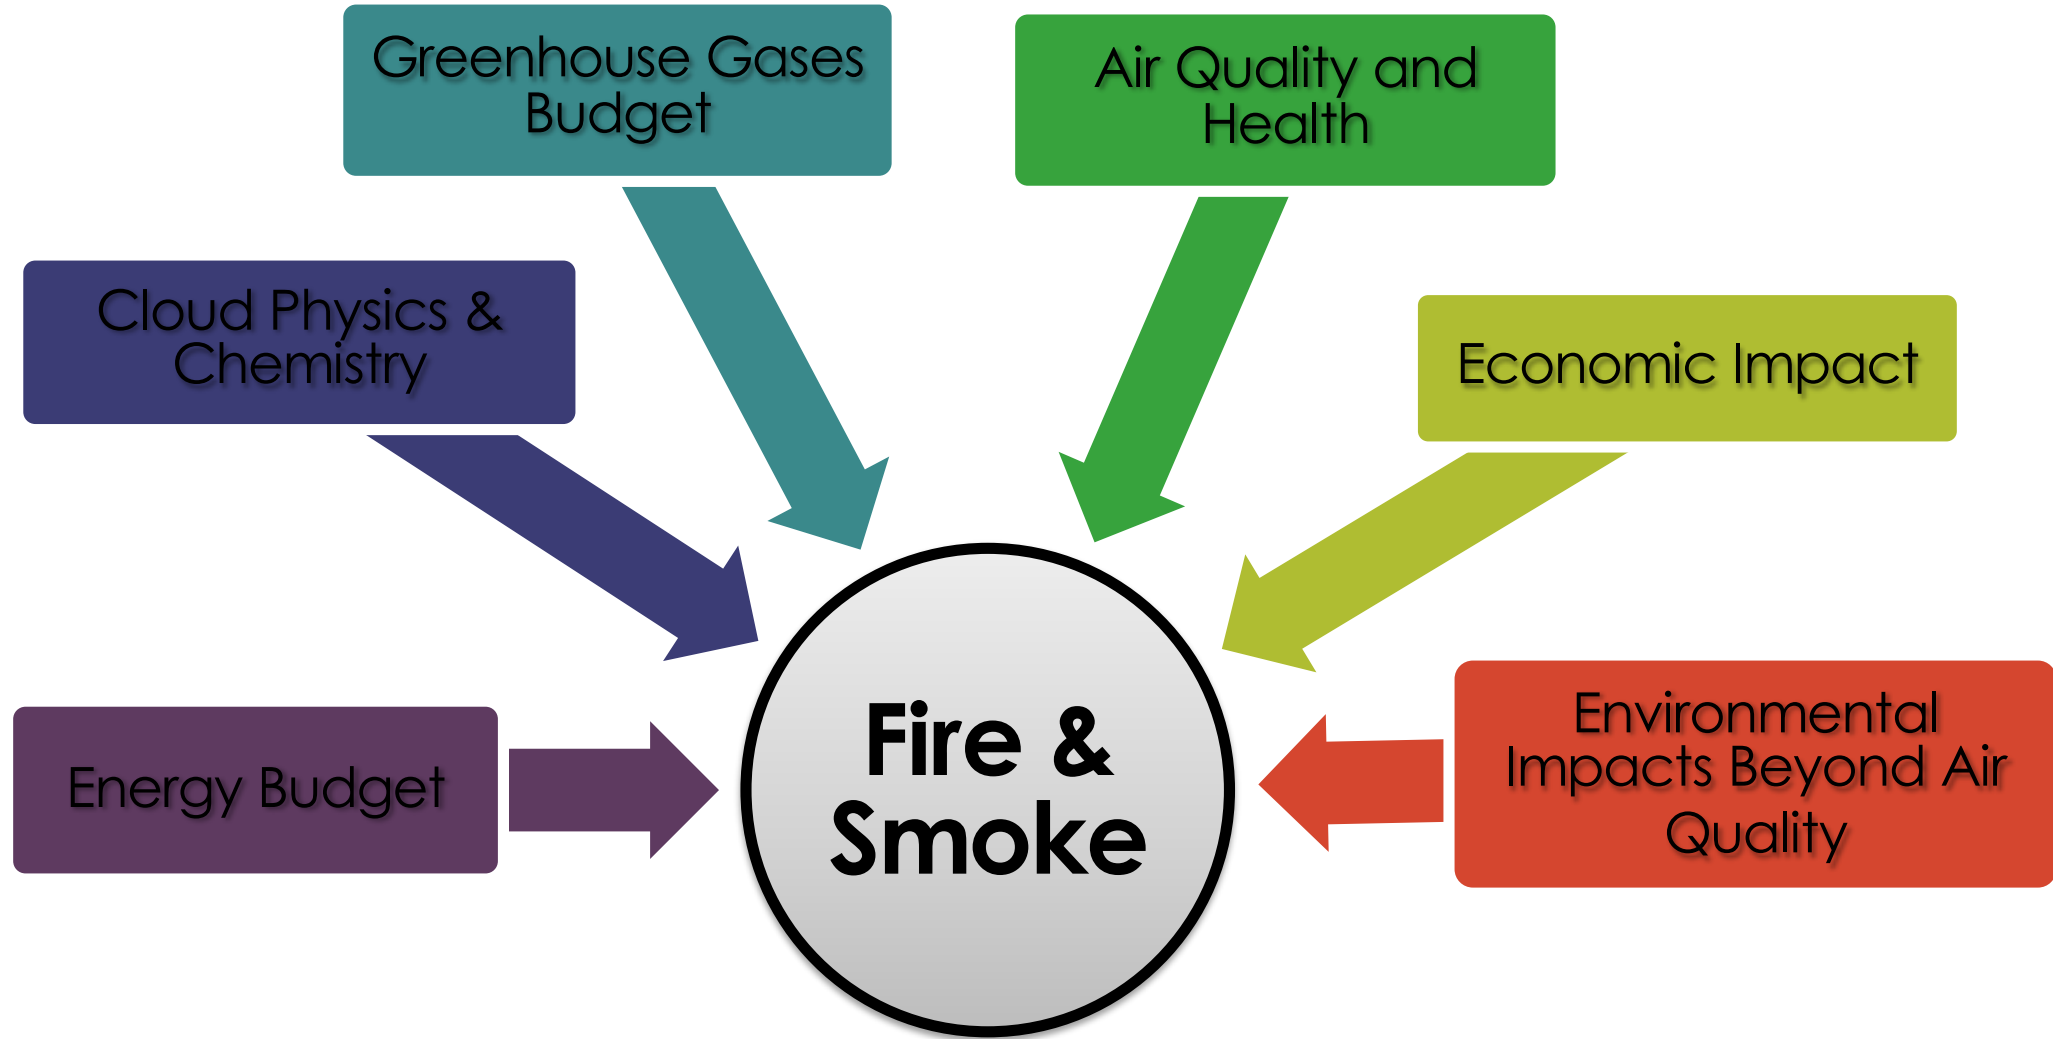 Greenhouse Gases
Budget
Air Quality and
Health
Cloud Physics &
Chemistry
Economic Impact
Energy Budget
Fire &
Smoke
Environmental
Impacts Beyond Air
Quality